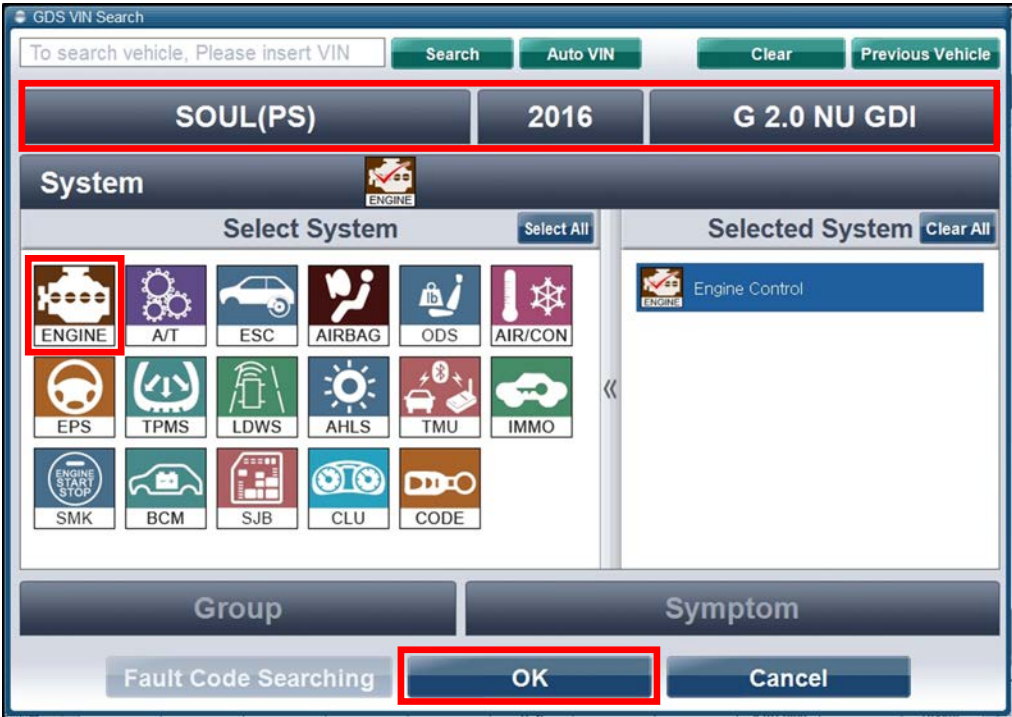 GDS VIN Search
To search vehicle, Please insert VIN Search Auto VIN Clear Previous Vehicle
SOUL(PS) 2016 G 2.0 NU GDI
System ENGINE
Select System Select All Selected System Clear All
ENGINE Engine Control
lb
ENGINE A/T ESC AIRBAG ODS AIR/CON
«
EPS TPMS LDWS AHLS TMU IMMO
ENGINE
START
STOP
SMK BCM SJB CLU CODE
Group Symptom
Fault Code Searching OK Cancel